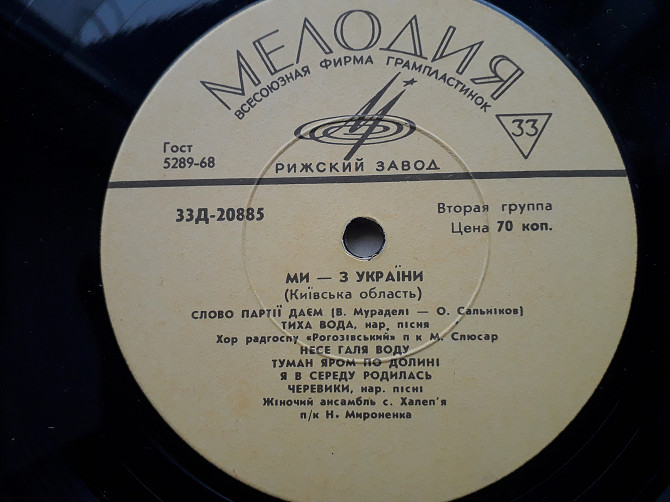 МЕЛОДИЯ
ВСЕСОЮЗНАЯ ФИРМА ГРАМПЛАСТИНОК
33
Гост
5289-68
РИЖСКИЙ ЗАВОД
33Д-20885
Вторая группа
Цена 70 коп.
МИ — З УКРАЇНИ
(Київська область)
СЛОВО ПАРТІЇ ДАЄМ (В. Мураделі — О. Сальніков)
ТИХА ВОДА, нар. пісня
Хор радгоспу «Рогозівський» п к М. Слюсар
НЕСЕ ГАЛЯ ВОДУ
ТУМАН ЯРОМ ПО ДОЛИНІ
Я В СЕРЕДУ РОДИЛАСЬ
ЧЕРЕВИКИ, нар. пісні
Жіночий ансамбль с. Халеп'я
п/к Н. Мироненка